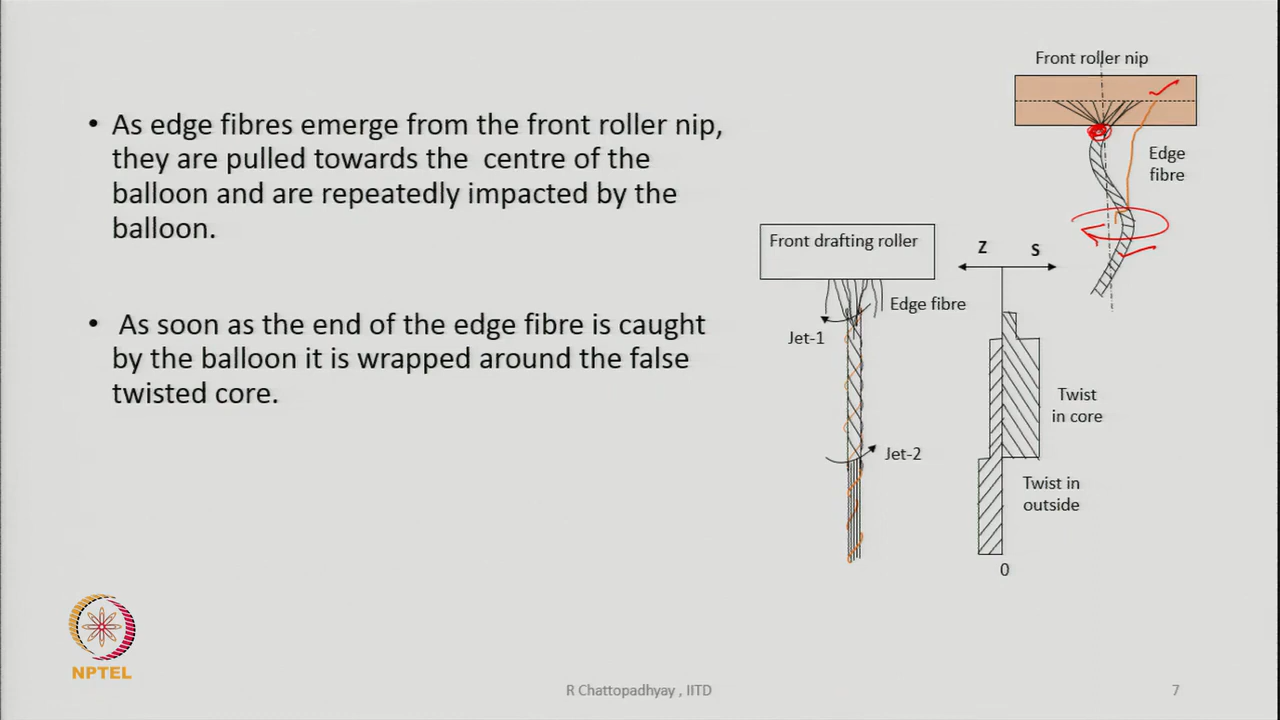 Front roller nip
• As edge fibres emerge from the front roller nip,
they are pulled towards the centre of the
balloon and are repeatedly impacted by the
balloon.
Edge
fibre
Front drafting roller
Z
S
Edge fibre
Jet-1
• As soon as the end of the edge fibre is caught
by the balloon it is wrapped around the false
twisted core.
Twist
in core
Jet-2
Twist in
outside
0
NPTEL
R Chattopadhyay , IITD
7